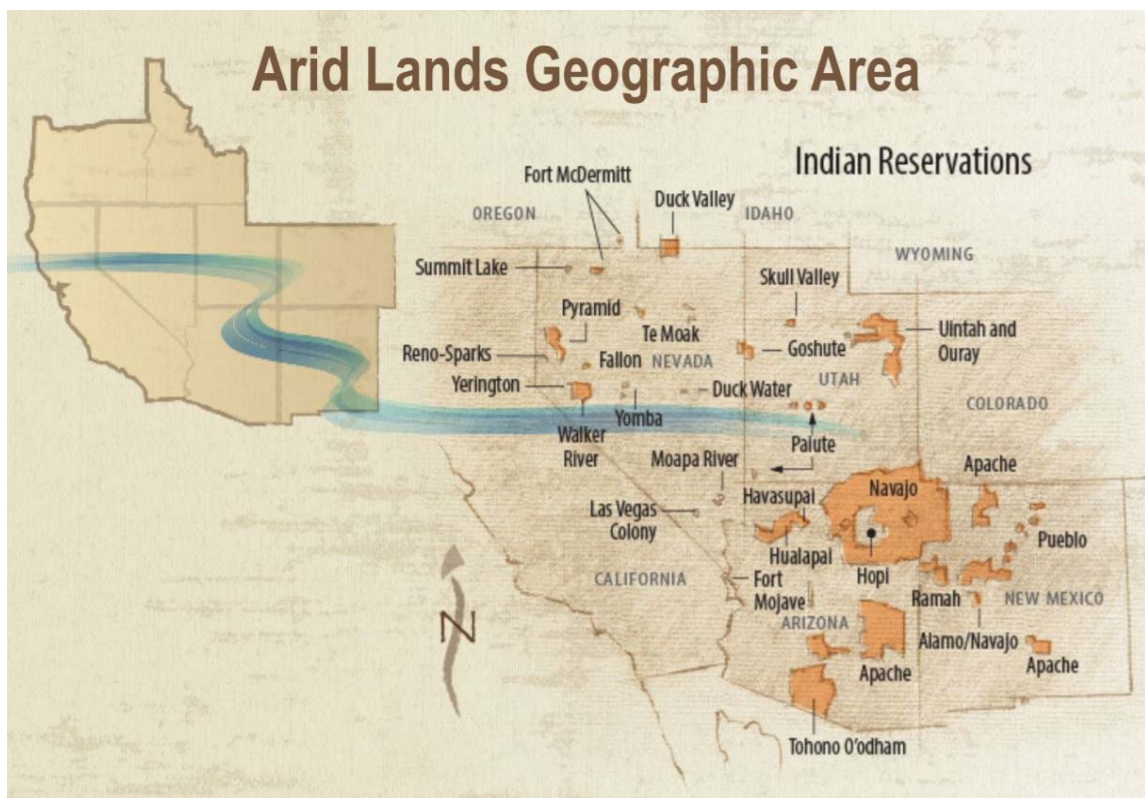 Arid Lands Geographic Area
Indian Reservations
Fort McDermitt
Duck Valley
OREGON
IDAHO
WYOMING
Summit Lake
Skull Valley
Pyramid
Te Moak
Uintah and
Ouray
Reno-Sparks
Fallon
NEVADA
Goshute
UTAH
Yerington
Duck Water
COLORADO
Yomba
Walker
River
Paiute
Moapa River
Apache
Havasupai
Navajo
Las Vegas
Colony
Pueblo
Hualapai
CALIFORNIA
Fort
Mojave
Hopi
Ramah
NEW MEXICO
ARIZONA
Alamo/Navajo
Apache
Apache
Tohono O'odham
N